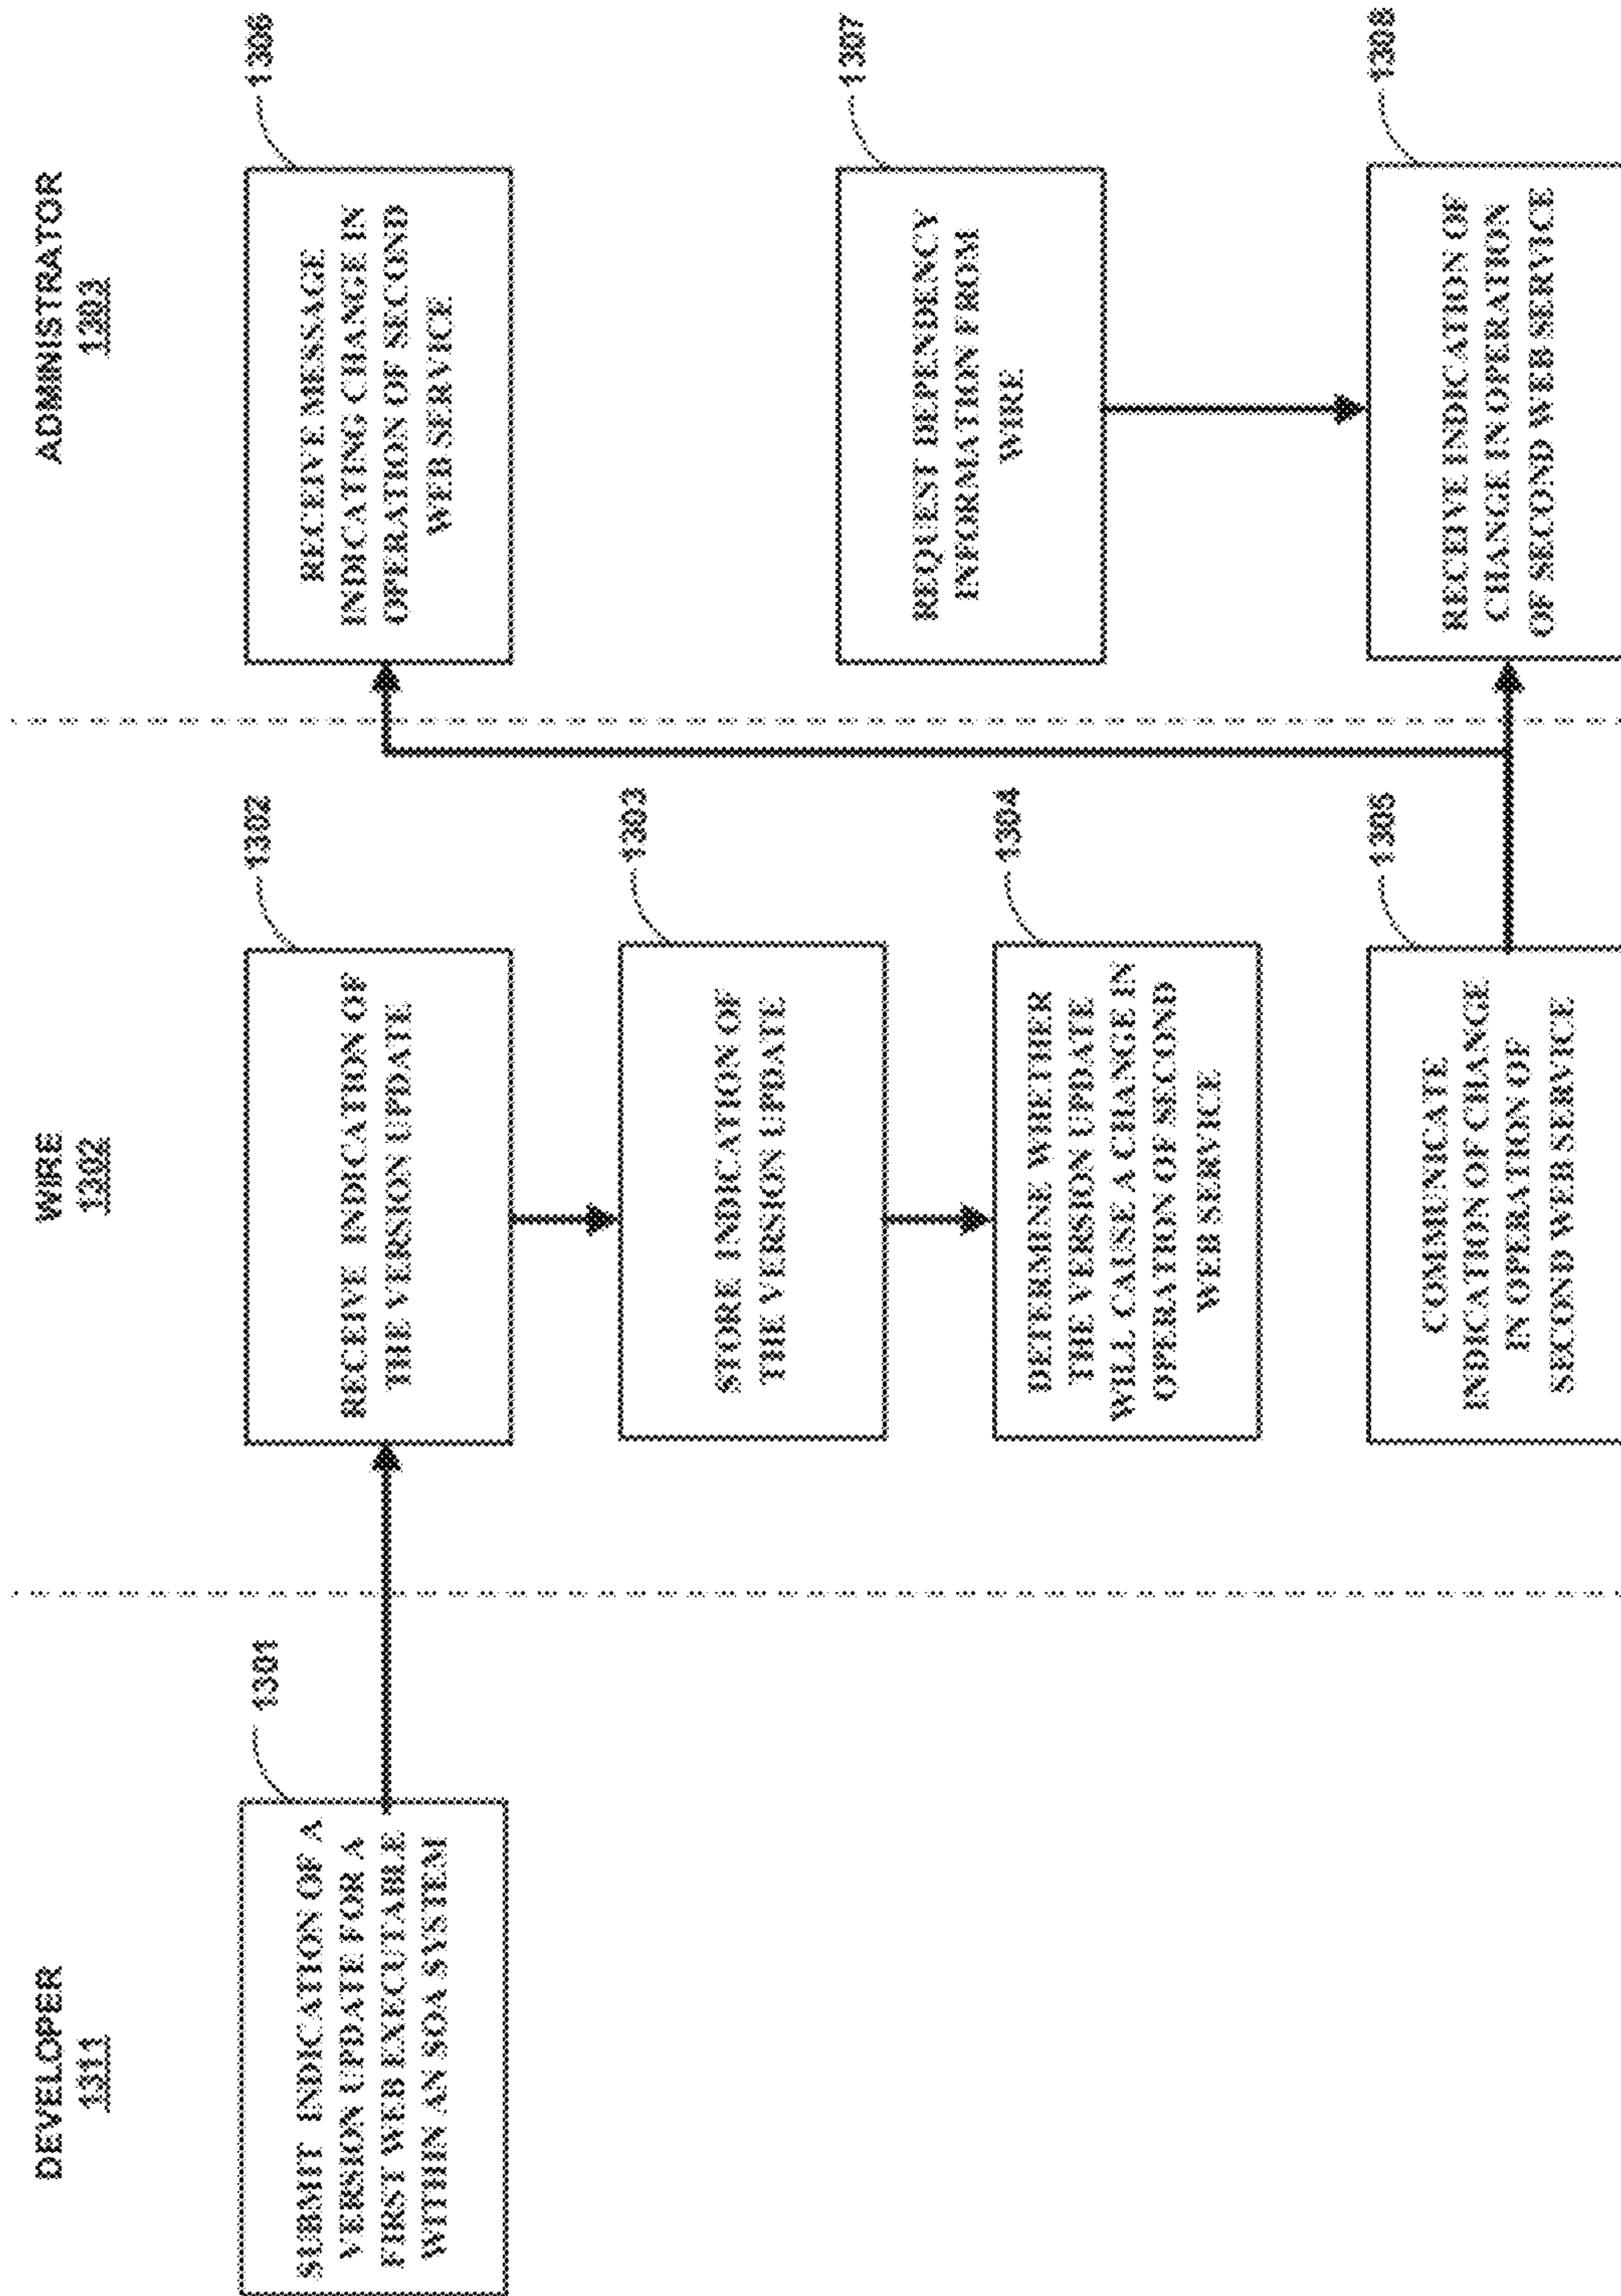 DEVELOPER
1311
WIRE
1302
ADMINISTRATOR
1303
1301
SUBMIT INDICATION OF A
VERSION UPDATE FOR A
FIRST WEB EXECUTABLE
WITHIN AN SOA SYSTEM
1302
RECEIVE INDICATION OF
THE VERSION UPDATE
1303
STORE INDICATION OF
THE VERSION UPDATE
1304
DETERMINE WHETHER
THE VERSION UPDATE
WILL CAUSE A CHANGE IN
OPERATION OF SECOND
WEB SERVICE
1305
COMMUNICATE
INDICATION OF CHANGE
IN OPERATION OF
SECOND WEB SERVICE
1306
RECEIVE MESSAGE
INDICATING CHANGE IN
OPERATION OF SECOND
WEB SERVICE
1307
REQUEST DEPENDENCY
INFORMATION FROM
WIRE
1308
RECEIVE INDICATION OF
CHANGE IN OPERATION
OF SECOND WEB SERVICE